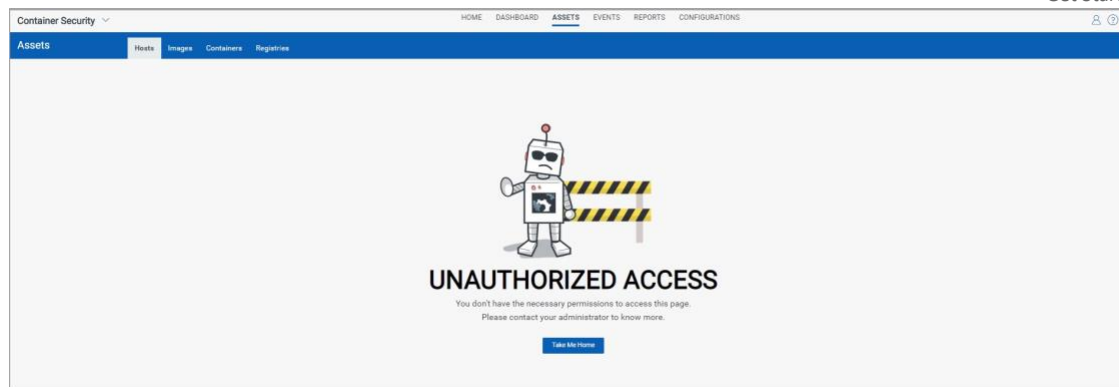 Container Security
HOME DASHBOARD ASSETS EVENTS REPORTS CONFIGURATIONS
Assets
Hosts Images Containers Registries
UNAUTHORIZED ACCESS
You don't have the necessary permissions to access this page.
Please contact your administrator to know more.
Take Me Home